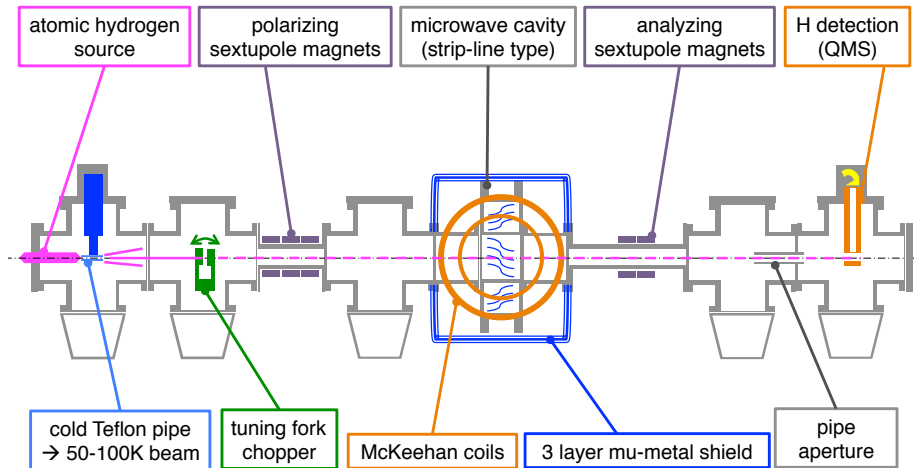 atomic hydrogen
source
polarizing
sextupole magnets
microwave cavity
(strip-line type)
analyzing
sextupole magnets
H detection
(QMS)
cold Teflon pipe
→ 50-100K beam
tuning fork
chopper
McKeehan coils
3 layer mu-metal shield
pipe
aperture